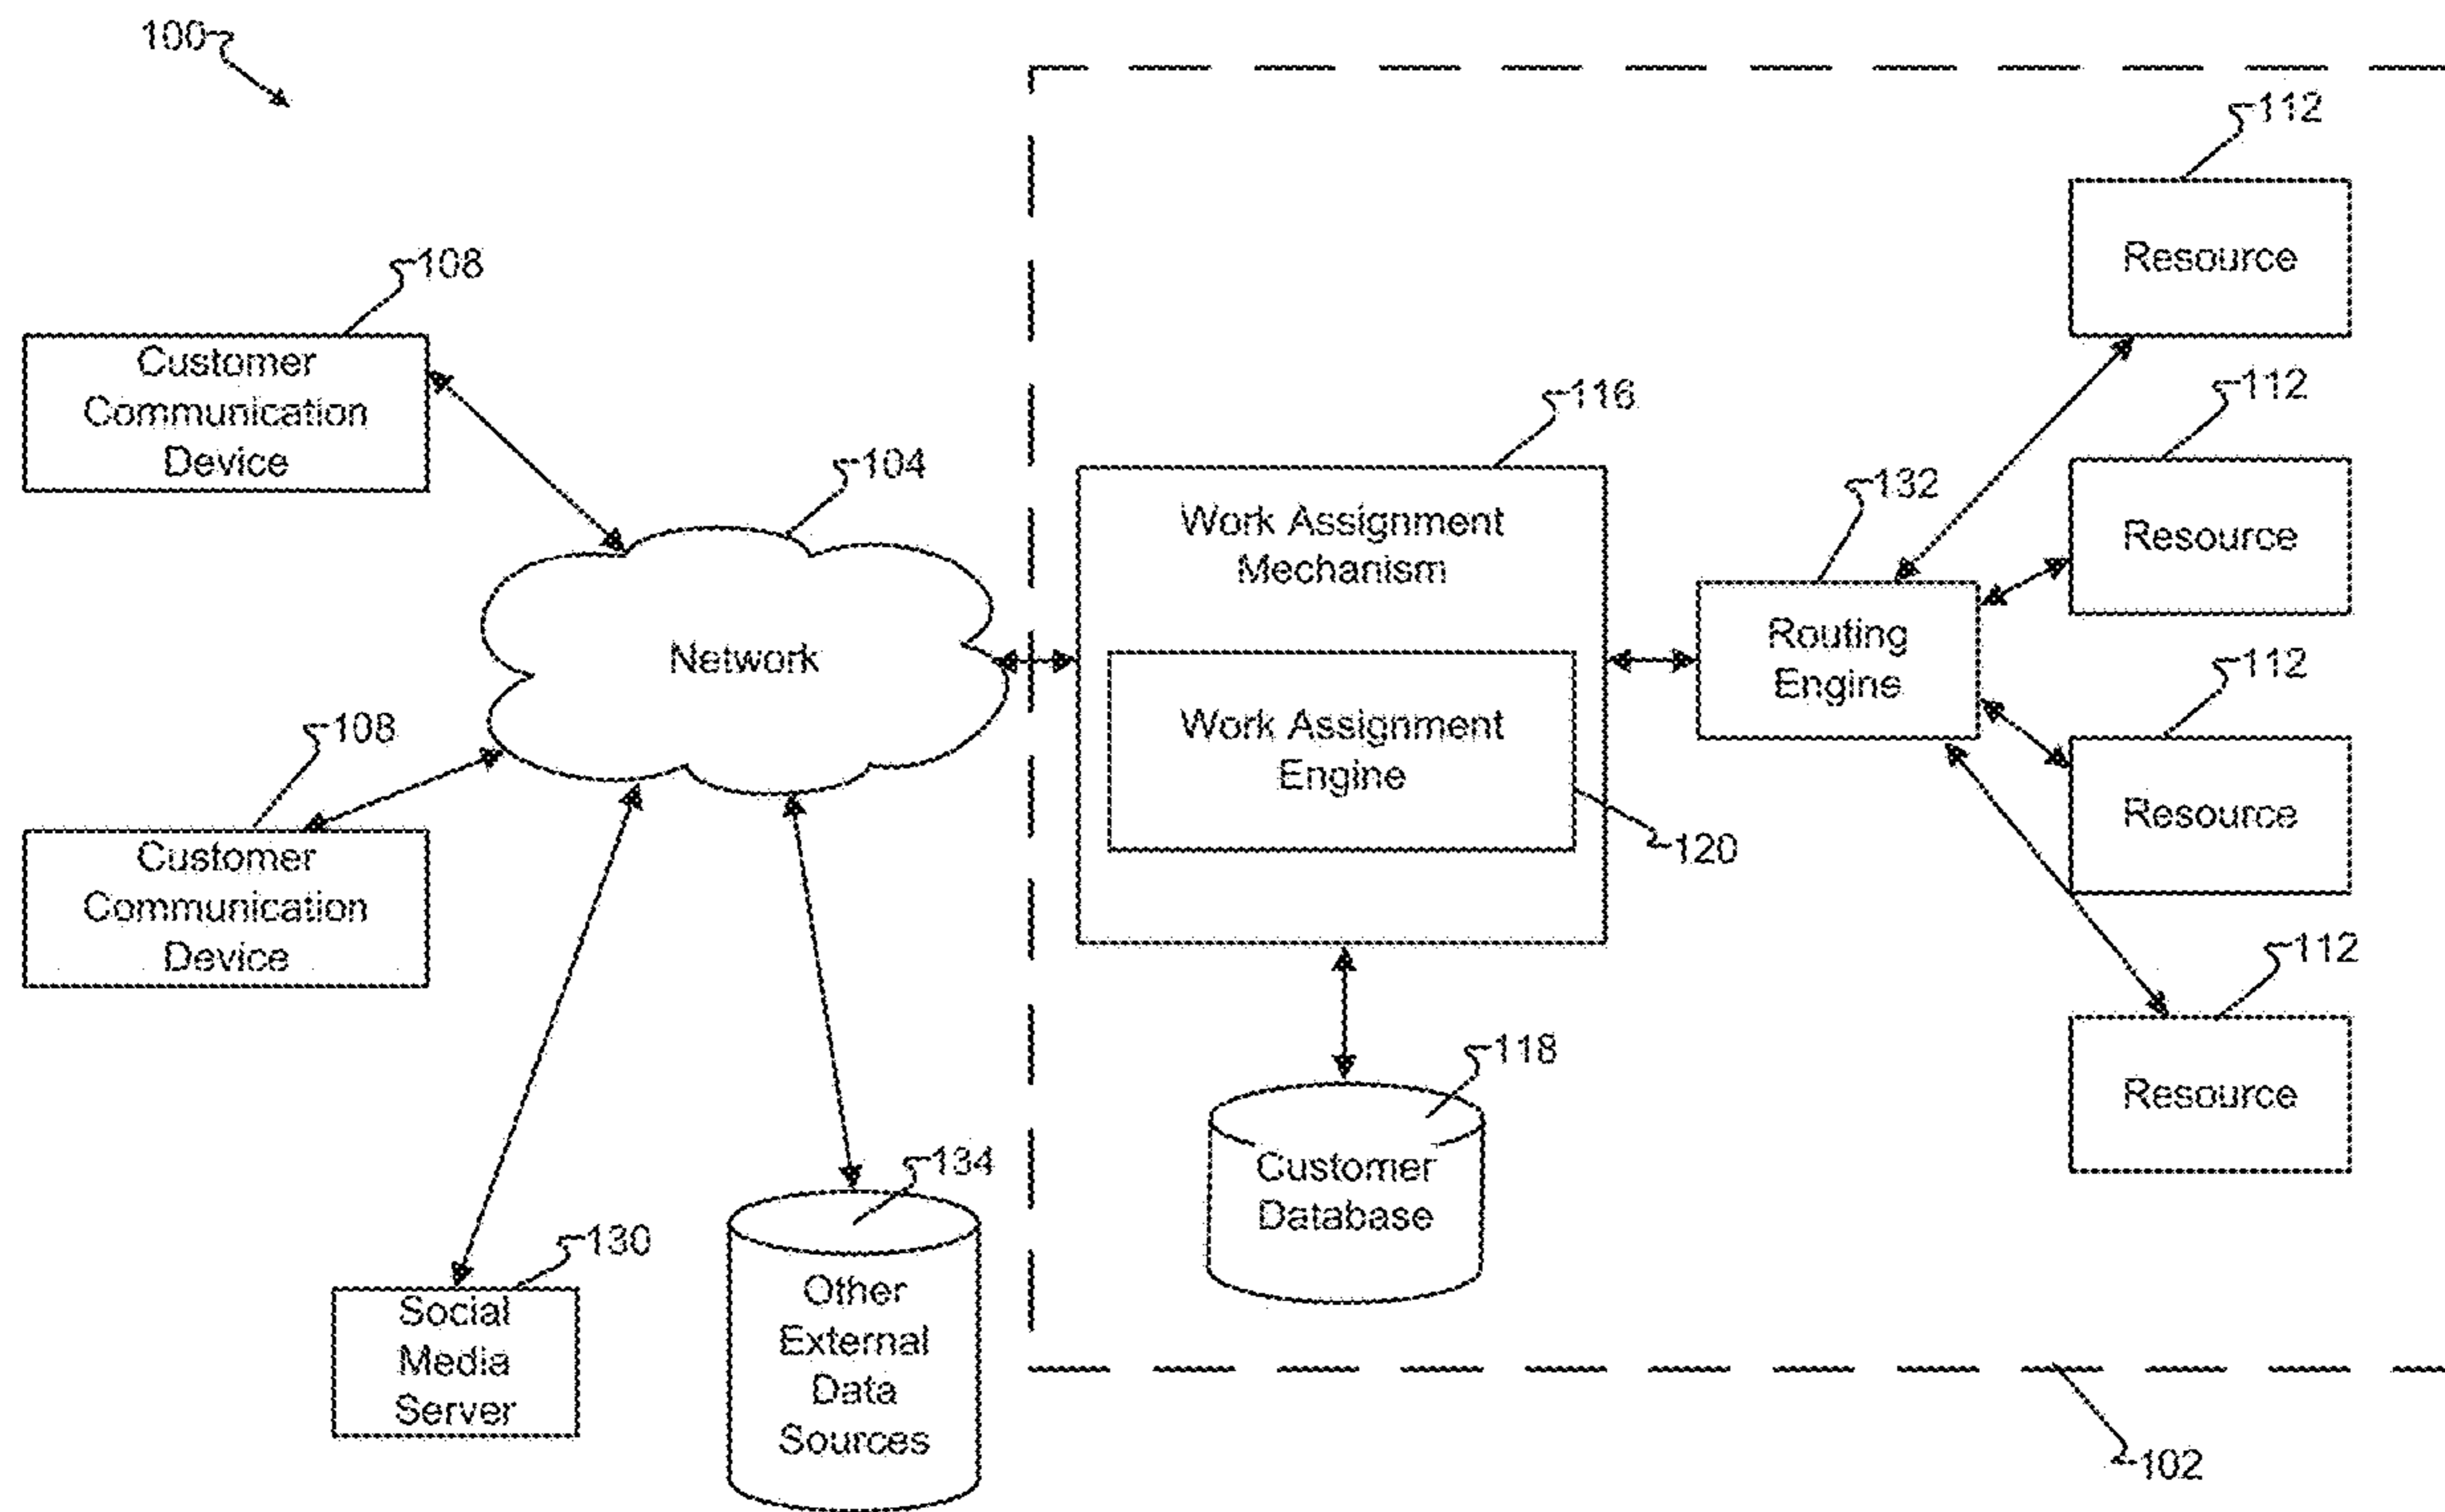 100
112
Resource
108
Customer
Communication
Device
112
116
104
132
Work Assignment
Mechanism
Resource
Network
Routing
Engine
112
108
Work Assignment
Engine
Resource
120
Customer
Communication
Device
112
118
Resource
Customer
Database
134
130
Other
External
Data
Sources
Social
Media
Server
102